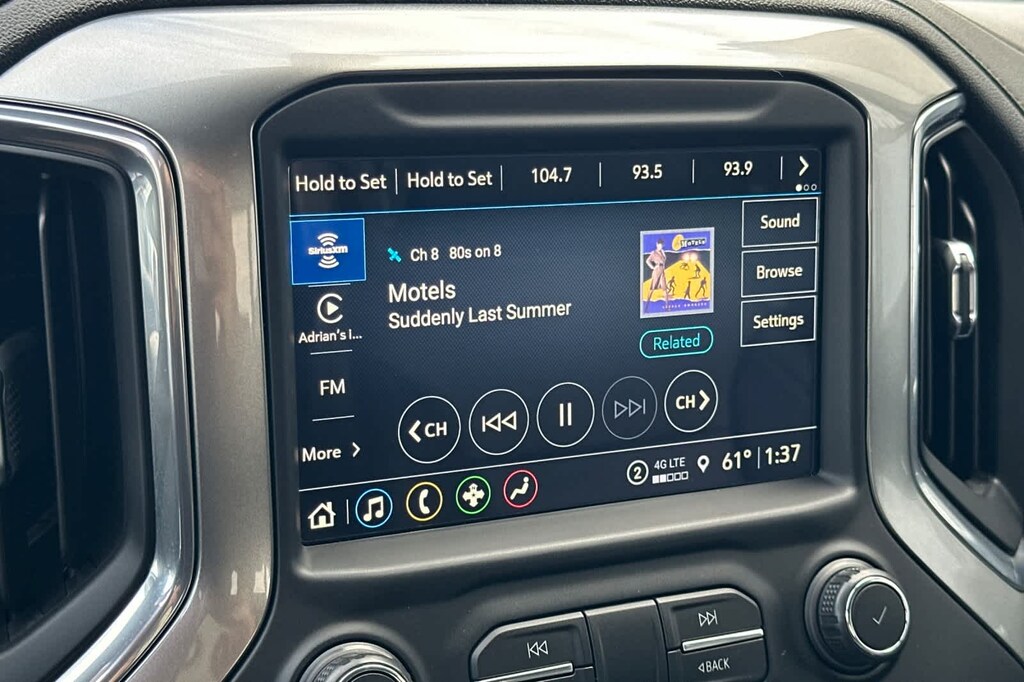 Hold to Set
Hold to Set
104.7
93.5
93.9
SiriusXM
Ch 8 80s on 8
Sound
Motels
Suddenly Last Summer
MOTELS
Browse
Adrian's i...
Related
Settings
FM
CH
CH
More
2
4G LTE
61°
1:37
BACK